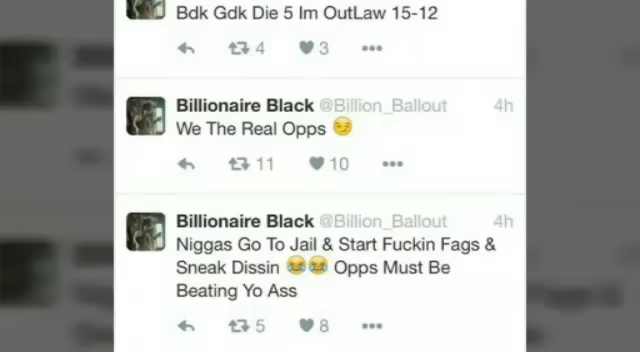 Bdk Gdk Die 5 Im OutLaw 15-12
4 3
Billionaire Black @Billion_Ballout 4h
We The Real Opps 😏
11 10
Billionaire Black @Billion_Ballout 4h
Niggas Go To Jail & Start Fuckin Fags &
Sneak Dissin 😂😂 Opps Must Be
Beating Yo Ass
5 8